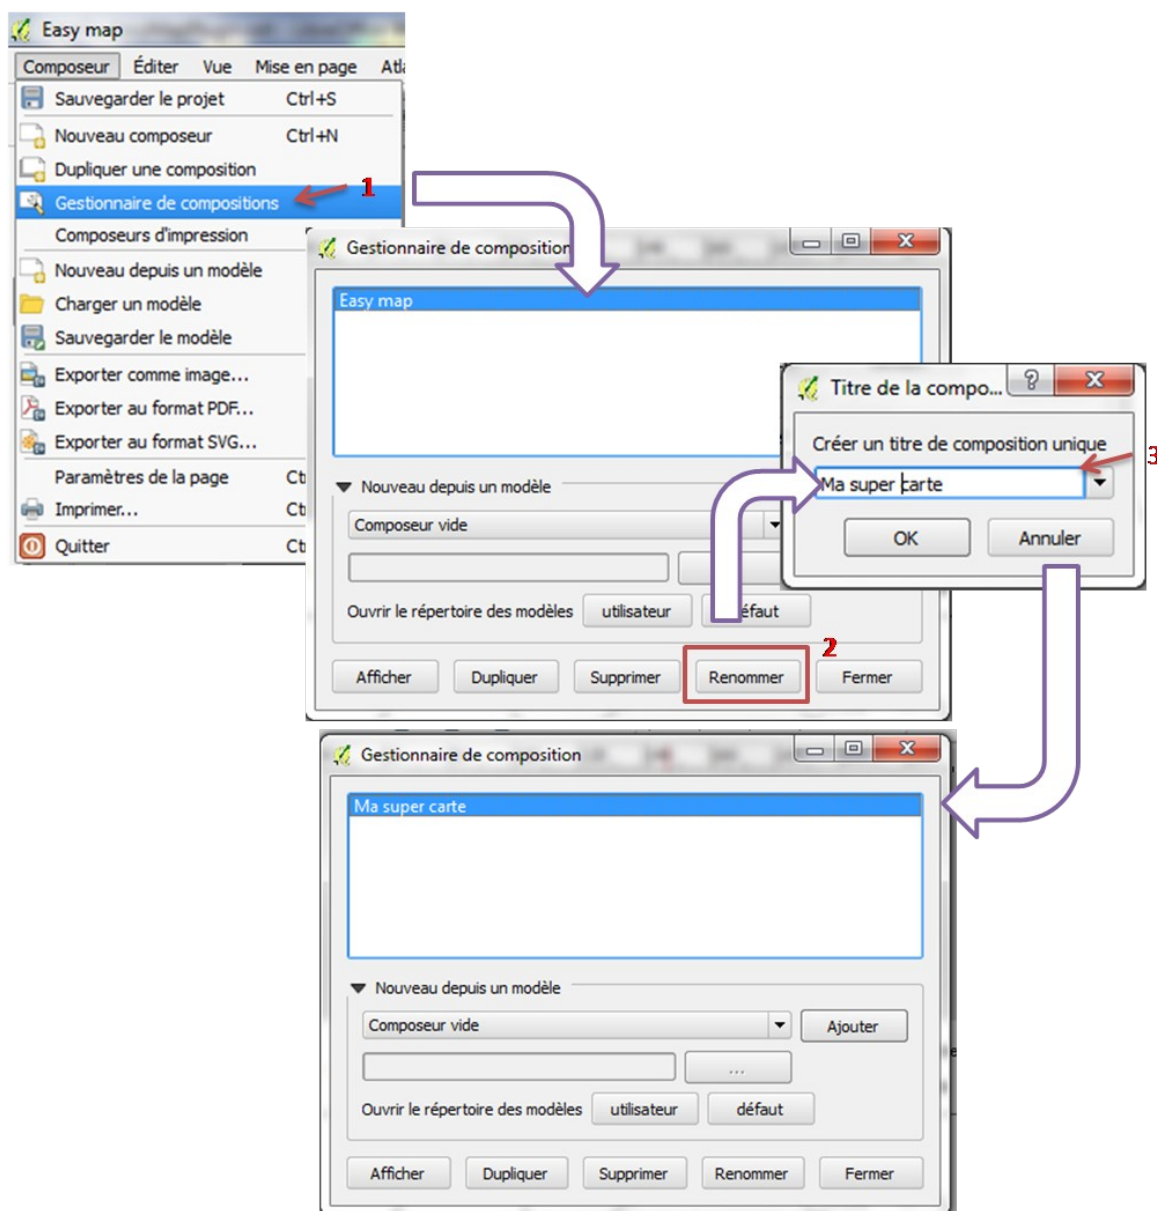 Easy map
Composeur Éditer Vue Mise en page
Sauvegarder le projet Ctrl+S
Nouveau composeur Ctrl+N
Dupliquer une composition
Gestionnaire de compositions 1
Composeurs d'impression
Nouveau depuis un modèle
Charger un modèle
Sauvegarder le modèle
Exporter comme image...
Exporter au format PDF...
Exporter au format SVG...
Paramètres de la page
Imprimer...
Quitter
Gestionnaire de composition
Easy map
Nouveau depuis un modèle
Composeur vide
Ouvrir le répertoire des modèles utilisateur
2
Afficher Dupliquer Supprimer Renommer Fermer
Titre de la compo...
Créer un titre de composition unique
3
Ma super carte
OK Annuler
Gestionnaire de composition
Ma super carte
Nouveau depuis un modèle
Composeur vide Ajouter
...
Ouvrir le répertoire des modèles utilisateur défaut
Afficher Dupliquer Supprimer Renommer Fermer